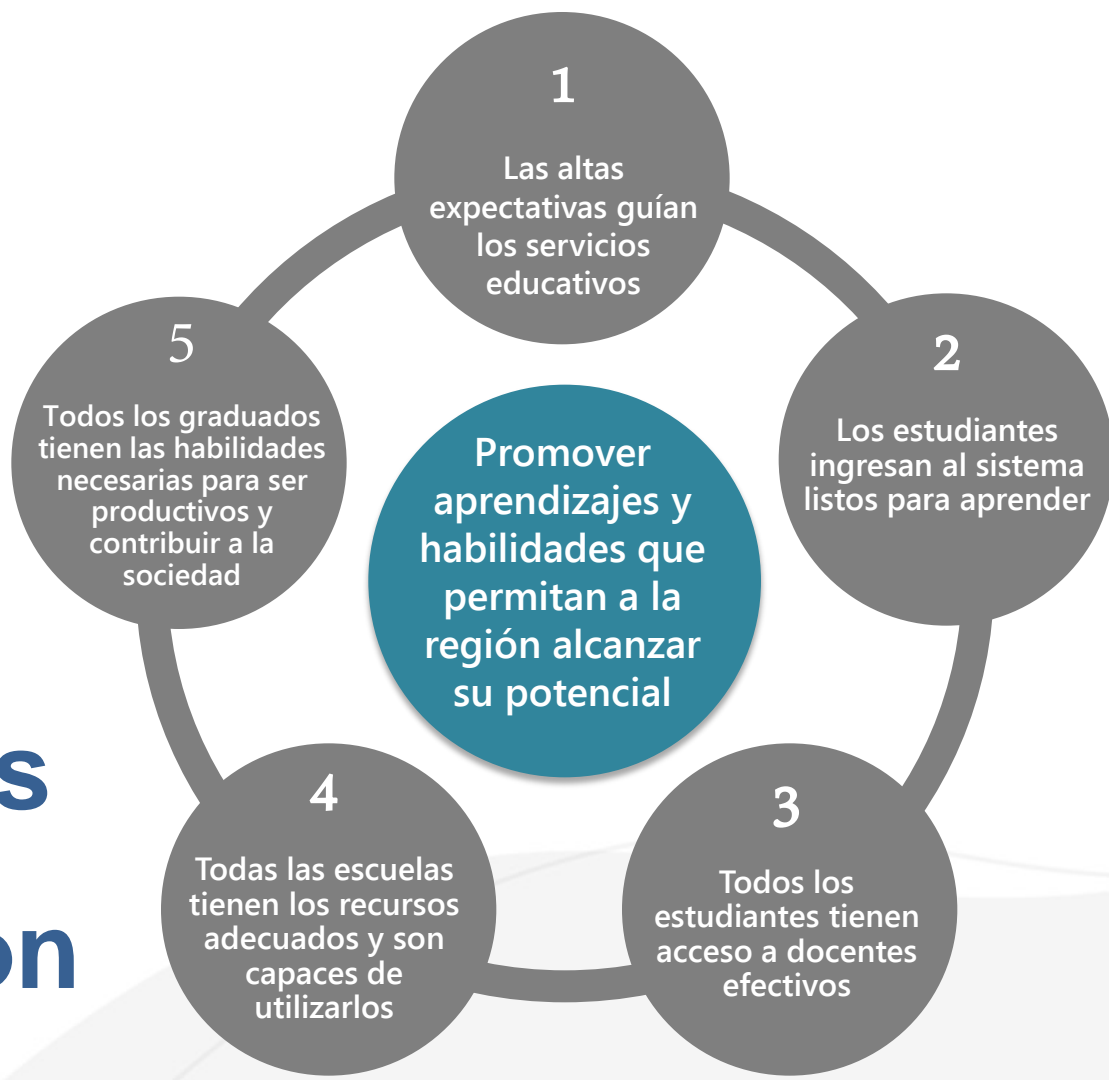 1
Las altas
expectativas guían
los servicios
educativos
2
Los estudiantes
ingresan al sistema
listos para aprender
3
Todos los
estudiantes tienen
acceso a docentes
efectivos
4
Todas las escuelas
tienen los recursos
adecuados y son
capaces de
utilizarlos
5
Todos los graduados
tienen las habilidades
necesarias para ser
productivos y
contribuir a la
sociedad
Promover
aprendizajes y
habilidades que
permitan a la
región alcanzar
su potencial
s
on